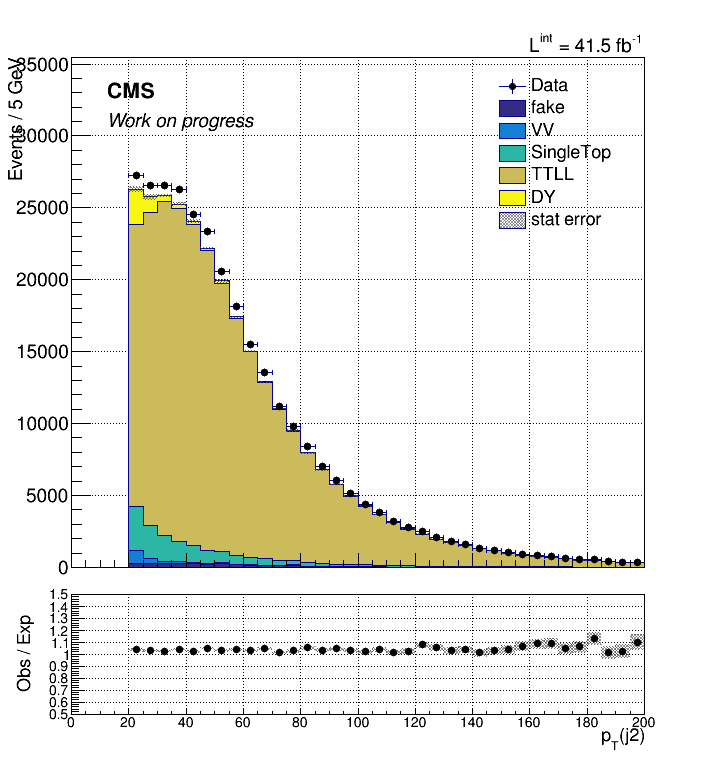 L^int = 41.5 fb^-1
Events / 5 GeV
35000
30000
25000
20000
15000
10000
5000
0
CMS
Work on progress
Data
fake
VV
SingleTop
TTLL
DY
stat error
Obs / Exp
1.5
1.4
1.3
1.2
1.1
1
0.9
0.8
0.7
0.6
0.5
0 20 40 60 80 100 120 140 160 180 200
p_T(j2)